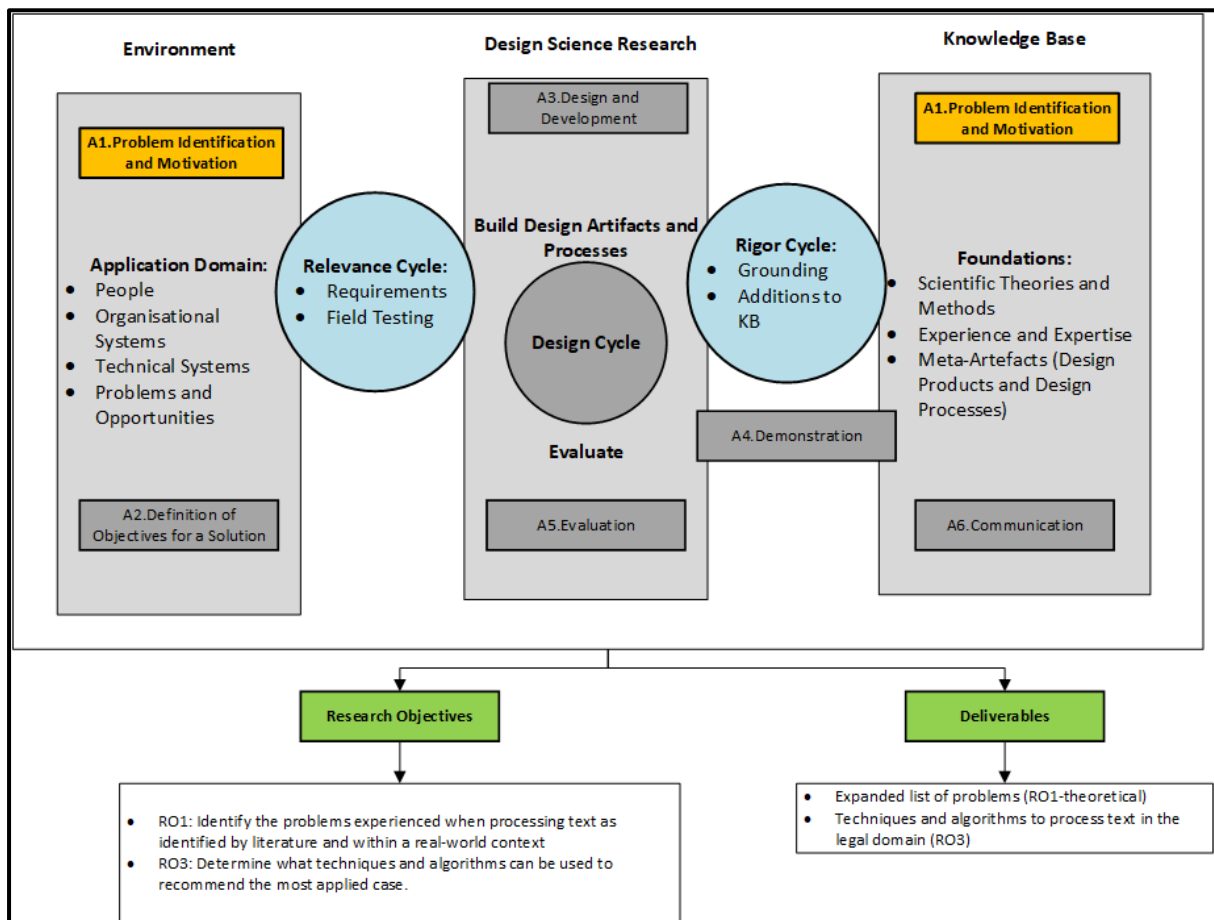 Environment
Design Science Research
Knowledge Base
A1.Problem Identification
and Motivation
Application Domain:
• People
• Organisational
Systems
• Technical Systems
• Problems and
Opportunities
A2.Definition of
Objectives for a Solution
Relevance Cycle:
• Requirements
• Field Testing
A3.Design and
Development
Build Design Artifacts and
Processes
Design Cycle
Evaluate
A5.Evaluation
Rigor Cycle:
• Grounding
• Additions to
KB
A4.Demonstration
A1.Problem Identification
and Motivation
Foundations:
• Scientific Theories and
Methods
• Experience and Expertise
• Meta-Artefacts (Design
Products and Design
Processes)
A6.Communication
Research Objectives
• RO1: Identify the problems experienced when processing text as
identified by literature and within a real-world context
• RO3: Determine what techniques and algorithms can be used to
recommend the most applied case.
Deliverables
• Expanded list of problems (RO1-theoretical)
• Techniques and algorithms to process text in the
legal domain (RO3)